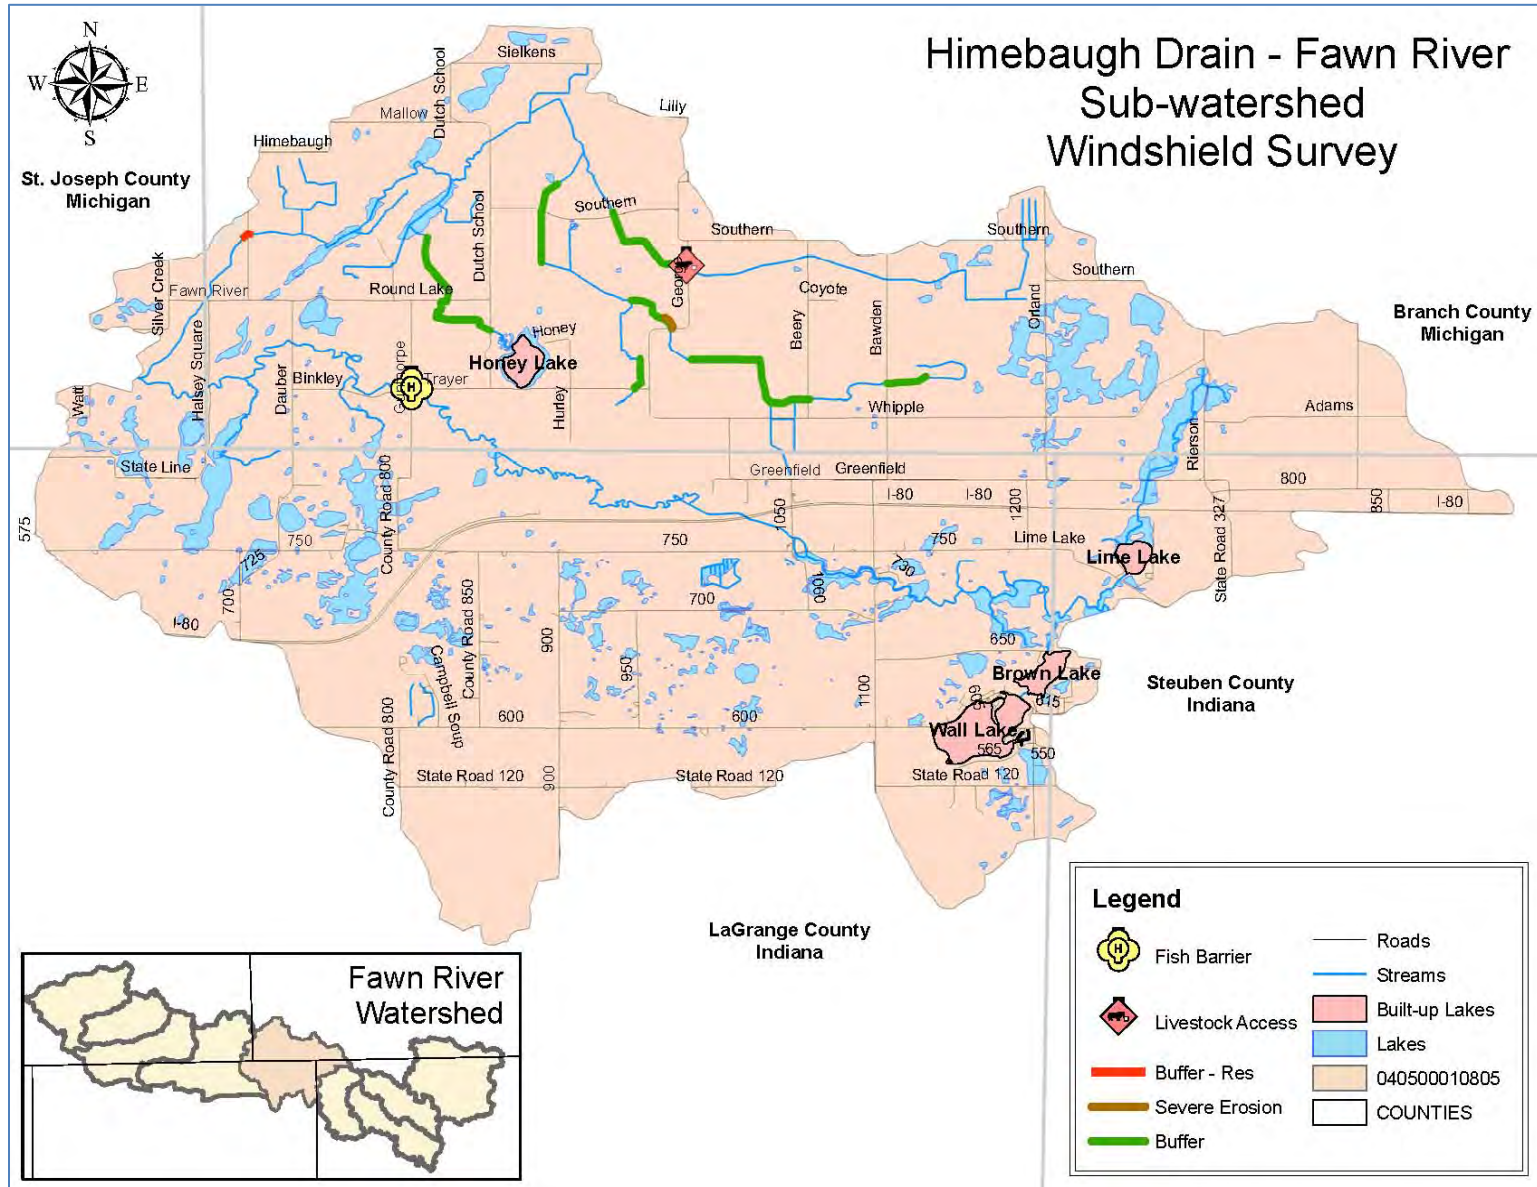 Himebaugh Drain - Fawn River
Sub-watershed
Windshield Survey
N
W
E
S
St. Joseph County
Michigan
Branch County
Michigan
Steuben County
Indiana
LaGrange County
Indiana
Sielkens
Dutch School
Mallow
Lilly
Himebaugh
Dutch School
Southern
Southern
Southern
Southern
Silver Creek
Fawn River
Round Lake
George
Coyote
Orland
Halsey Square
Honey
Beery
Bawden
Honey Lake
Binkley
Trayer
Dauber
Watt
Hurley
Whipple
Adams
Rierson
State Line
Greenfield
Greenfield
County Road 800
I-80
I-80
800
850
I-80
1050
1200
State Road 327
575
750
750
750
Lime Lake
Lime Lake
725
730
1060
700
700
I-80
County Road 850
900
950
650
Campbell Sound
1100
Brown Lake
615
Wall Lake
565
550
County Road 800
600
600
State Road 120
900
State Road 120
State Road 120
Legend
H
Fish Barrier
Livestock Access
Buffer - Res
Severe Erosion
Buffer
Roads
Streams
Built-up Lakes
Lakes
040500010805
COUNTIES
Fawn River
Watershed